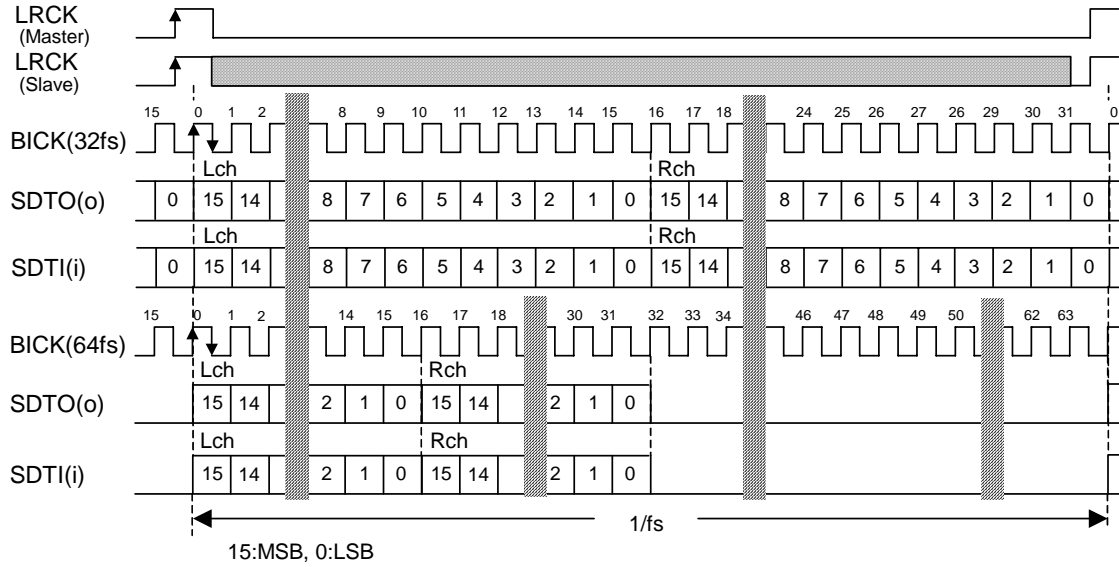 LRCK
(Master)
LRCK
(Slave)
15 0 1 2 8 9 10 11 12 13 14 15 16 17 18 24 25 26 27 26 29 30 31 0
BICK(32fs)
Lch Rch
SDTO(o) 0 15 14 8 7 6 5 4 3 2 1 0 15 14 8 7 6 5 4 3 2 1 0
Lch Rch
SDTI(i) 0 15 14 8 7 6 5 4 3 2 1 0 15 14 8 7 6 5 4 3 2 1 0
15 0 1 2 14 15 16 17 18 30 31 32 33 34 46 47 48 49 50 62 63
BICK(64fs)
Lch Rch
SDTO(o) 15 14 2 1 0 15 14 2 1 0
Lch Rch
SDTI(i) 15 14 2 1 0 15 14 2 1 0
1/fs
15:MSB, 0:LSB